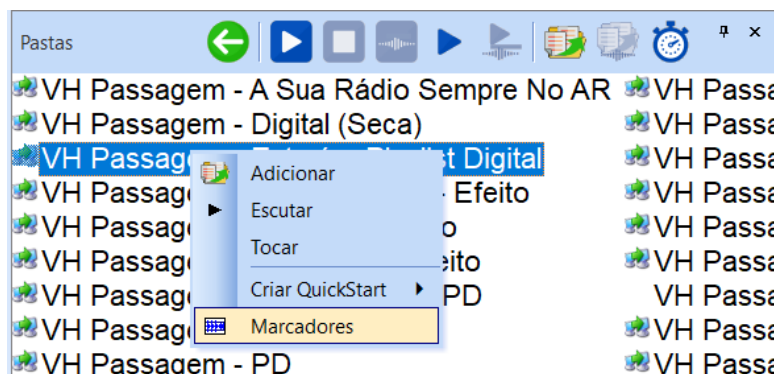 Pastas
VH Passagem - A Sua Rádio Sempre No AR
VH Passa
VH Passagem - Digital (Seca)
VH Passa
VH Passag
st Digital
VH Passa
Adicionar
VH Passag
- Efeito
VH Passa
Escutar
VH Passag
VH Passa
Tocar
VH Passag
eito
VH Passa
Criar QuickStart
VH Passag
PD
VH Passa
Marcadores
VH Passag
VH Passa
VH Passagem - PD
VH Passa